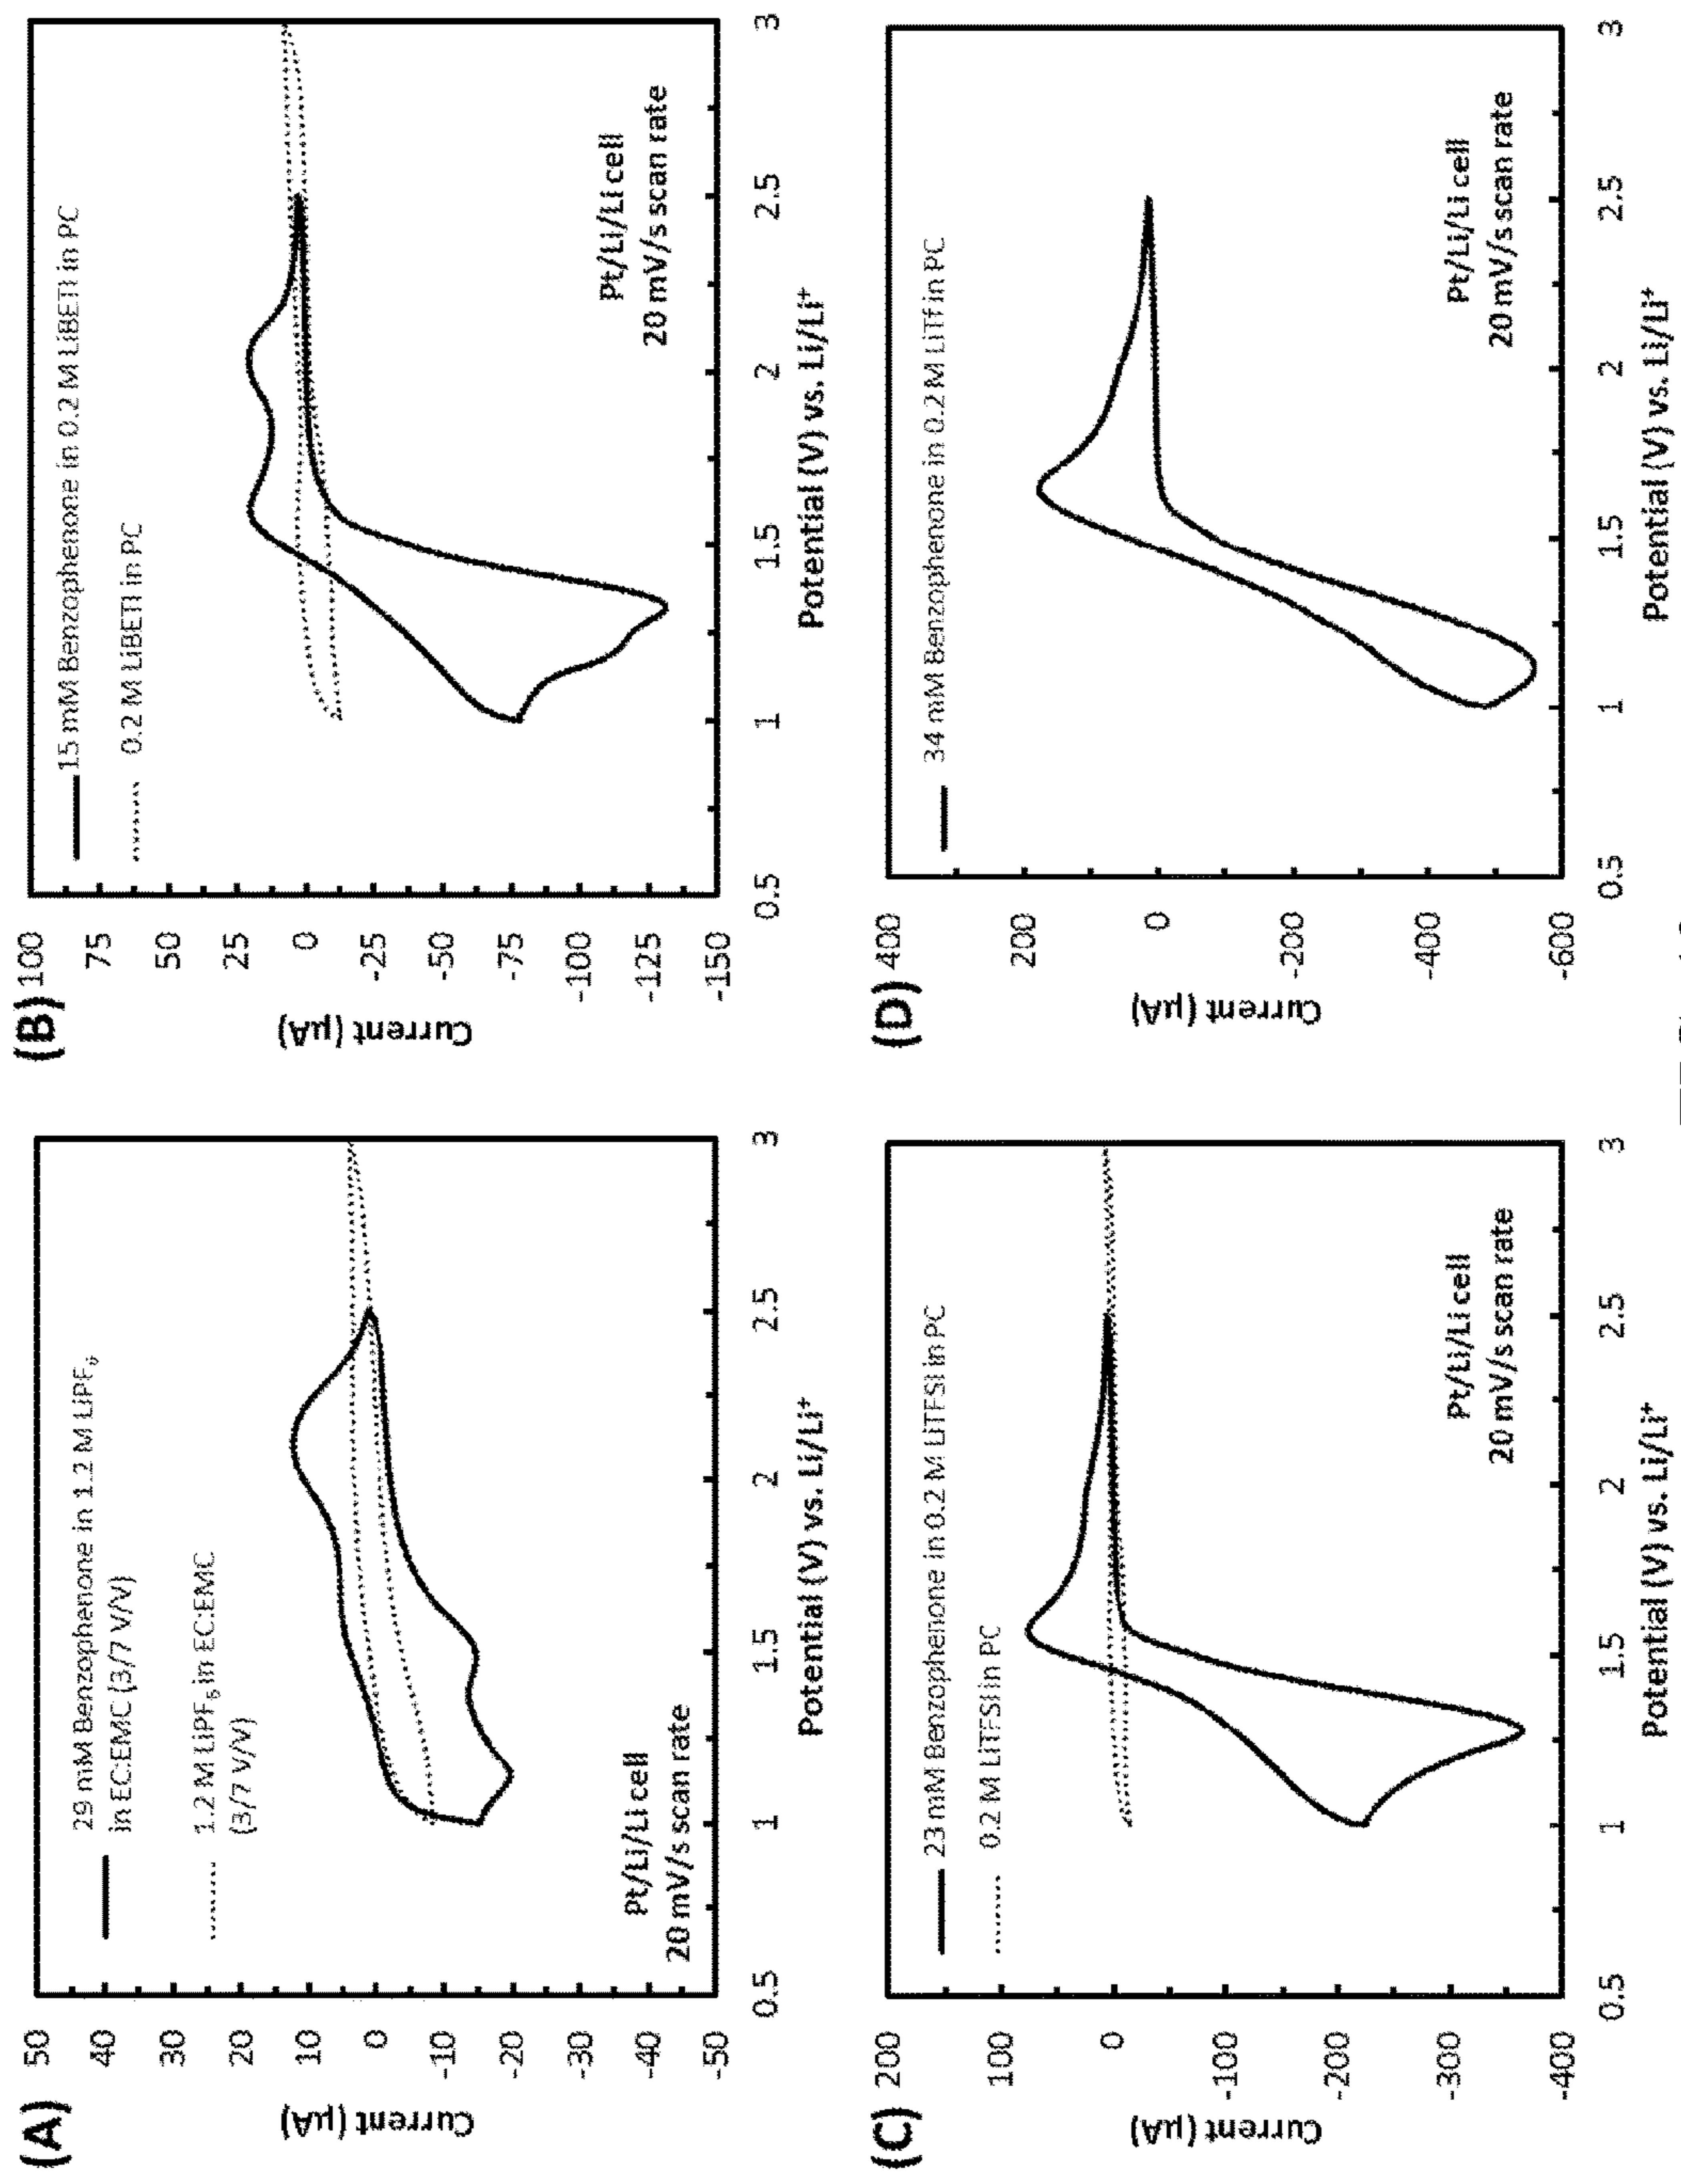 (A)
50
40
30
20
10
0
-10
-20
-30
-40
-50
Current (µA)
29 mM Benzophenone in 1.2 M LiPF₆
in EC:EMC (3/7 V/V)
1.2 M LiPF₆ in EC:EMC
(3/7 V/V)
Pt/Li/Li cell
20 mV/s scan rate
0.5
1
1.5
2
2.5
3
Potential (V) vs. Li/Li⁺
(B)
100
75
50
25
0
-25
-50
-75
-100
-125
-150
Current (µA)
15 mM Benzophenone in 0.2 M LiBETI in PC
0.2 M LiBETI in PC
Pt/Li/Li cell
20 mV/s scan rate
0.5
1
1.5
2
2.5
3
Potential (V) vs. Li/Li⁺
(C)
200
100
0
-100
-200
-300
-400
Current (µA)
23 mM Benzophenone in 0.2 M LiTFSI in PC
0.2 M LiTFSI in PC
Pt/Li/Li cell
20 mV/s scan rate
0.5
1
1.5
2
2.5
3
Potential (V) vs. Li/Li⁺
(D)
400
200
0
-200
-400
-600
Current (µA)
34 mM Benzophenone in 0.2 M LiTf in PC
Pt/Li/Li cell
20 mV/s scan rate
0.5
1
1.5
2
2.5
3
Potential (V) vs. Li/Li⁺